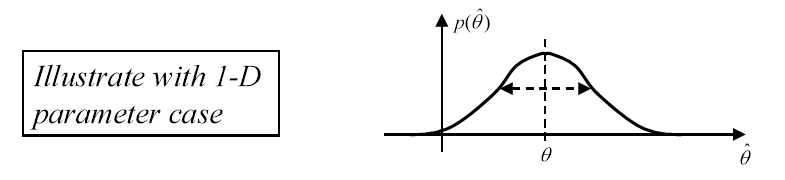 Illustrate with 1-D
parameter case
p(θ̂)
θ
θ̂